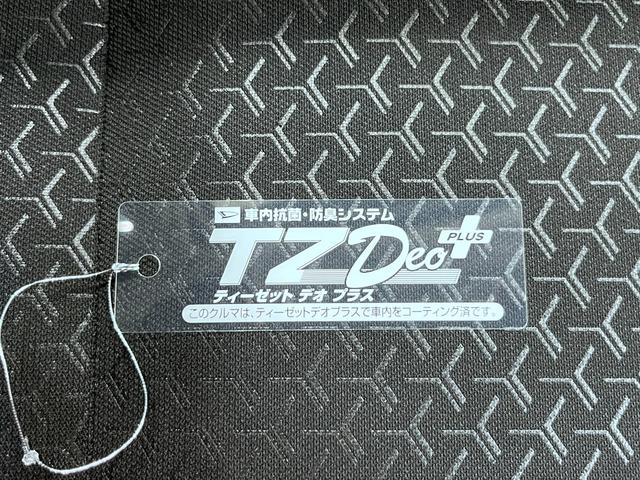 車内抗菌・防臭システム
TZ Deo PLUS
ティーゼット デオ プラス
このクルマは、ティーゼットデオプラスで車内をコーティング済です。